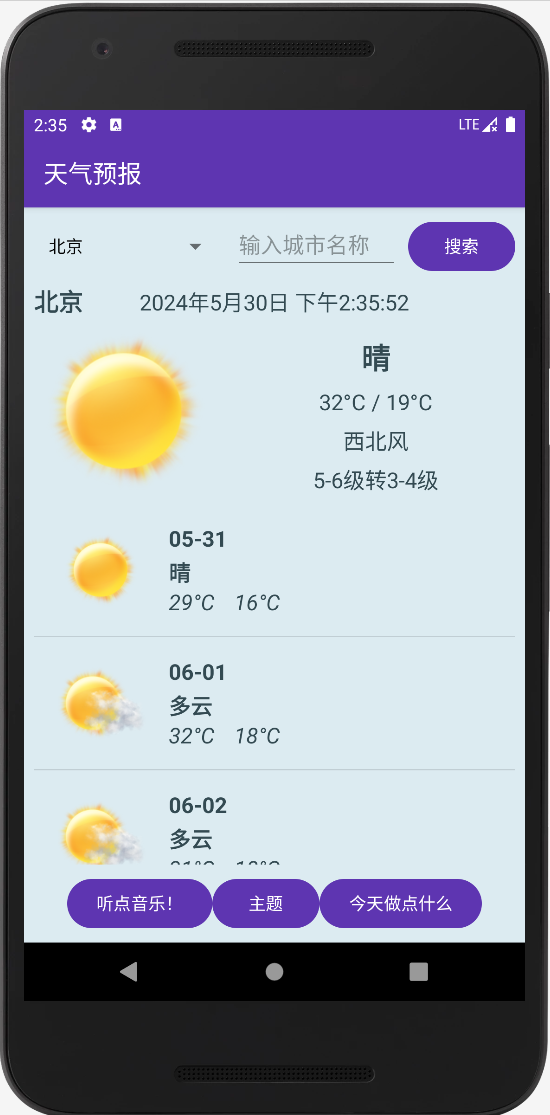 2:35 LTE
天气预报
北京 输入城市名称 搜索
北京 2024年5月30日 下午2:35:52
晴
32°C / 19°C
西北风
5-6级转3-4级
05-31
晴
29°C 16°C
06-01
多云
32°C 18°C
06-02
多云
听点音乐! 主题 今天做点什么